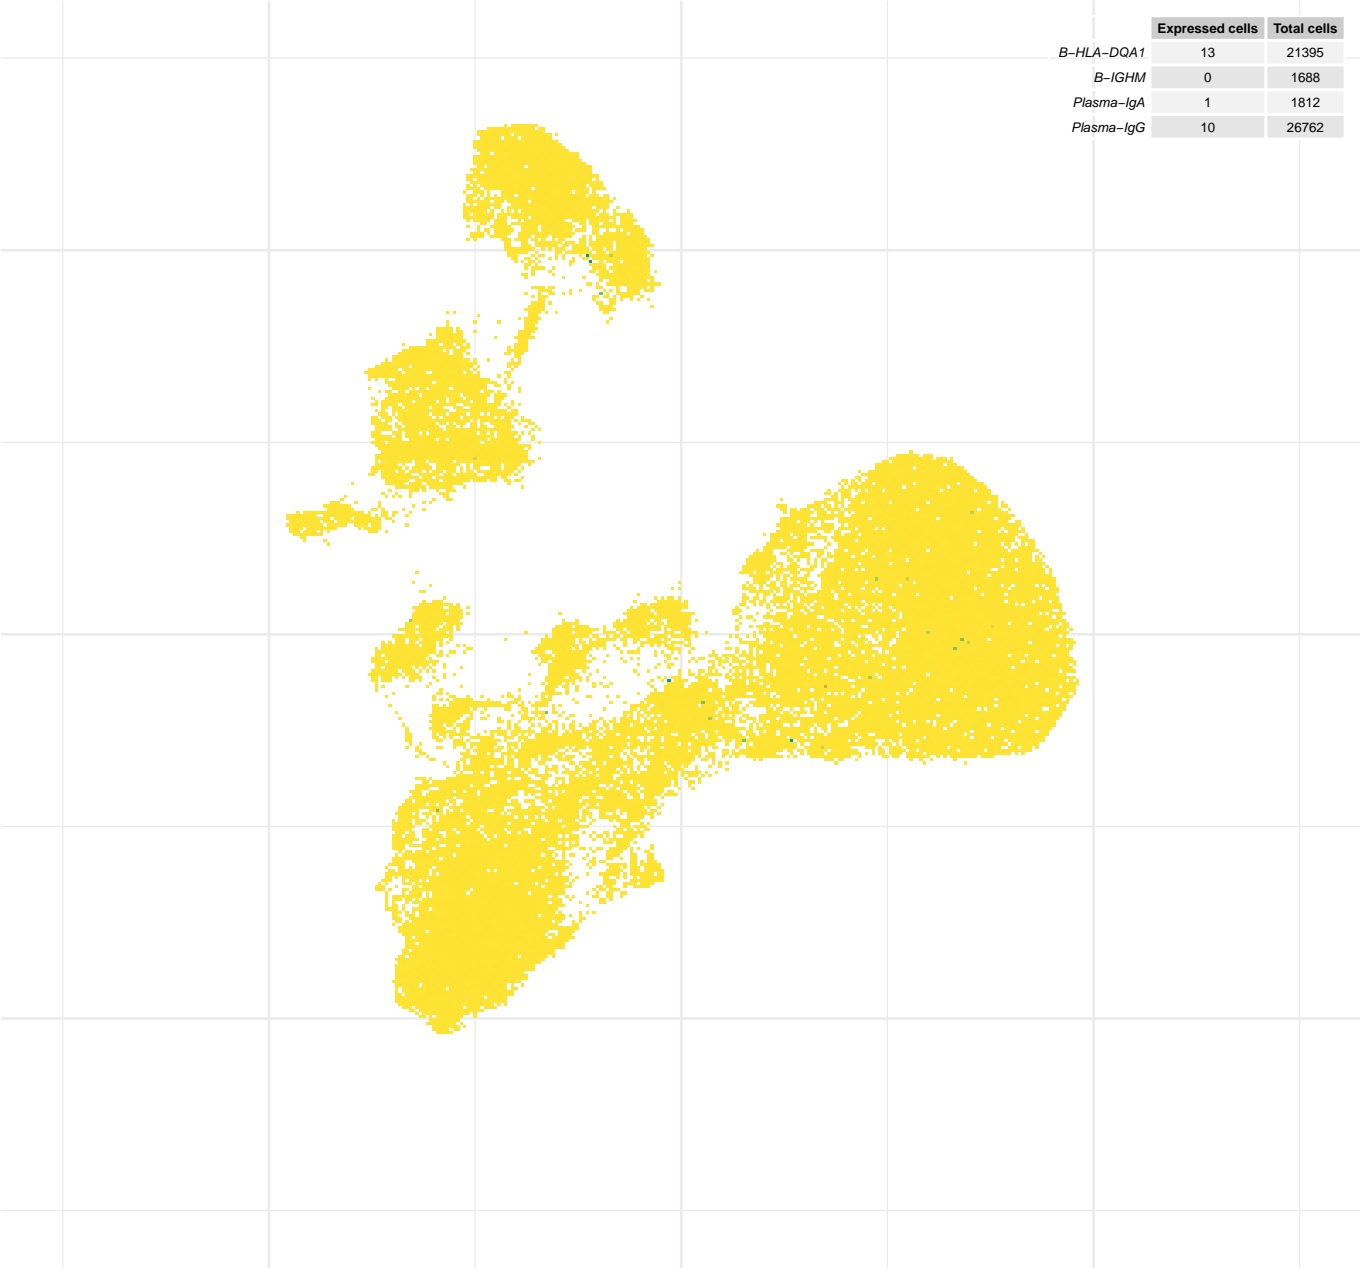 Expressed cells Total cells
B−HLA−DQA1 13 21395
B−IGHM 0 1688
Plasma−IgA 1 1812
Plasma−IgG 10 26762